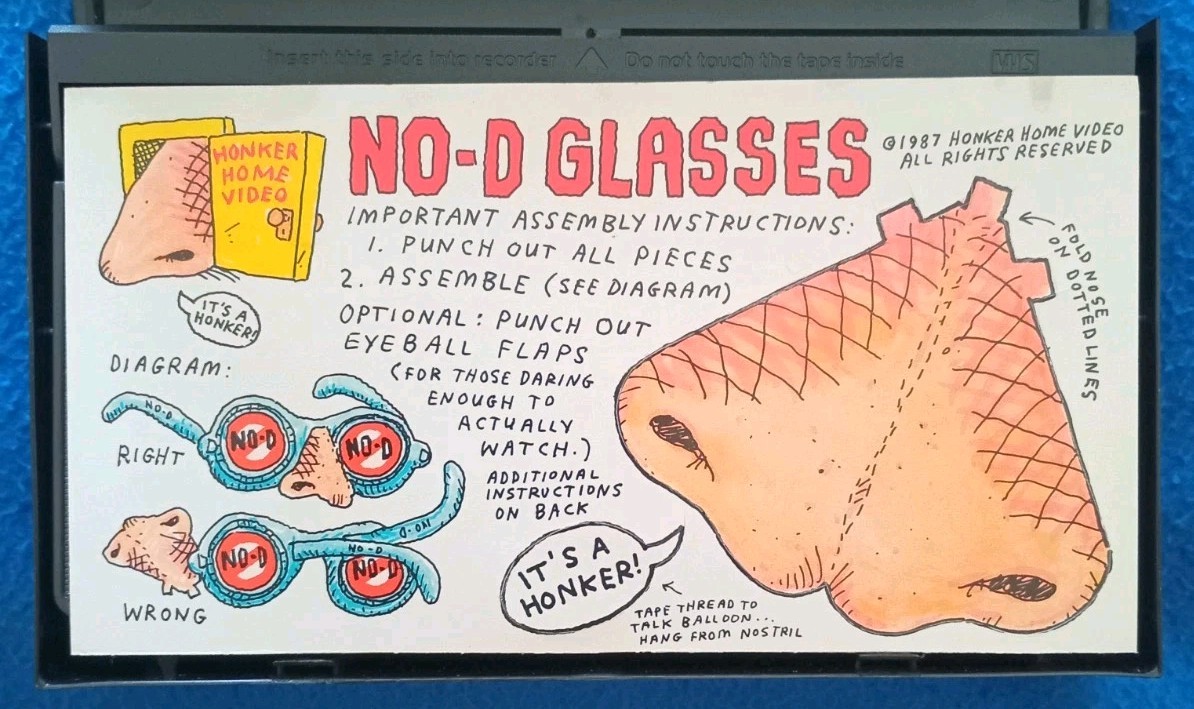 Insert this side into recorder
Do not touch the tape inside
VHS
HONKER
HOME
VIDEO
IT'S A
HONKER!
NO-D GLASSES
©1987 HONKER HOME VIDEO
ALL RIGHTS RESERVED
IMPORTANT ASSEMBLY INSTRUCTIONS:
1. PUNCH OUT ALL PIECES
2. ASSEMBLE (SEE DIAGRAM)
OPTIONAL: PUNCH OUT
EYEBALL FLAPS
(FOR THOSE DARING
ENOUGH TO
ACTUALLY
WATCH.)
ADDITIONAL
INSTRUCTIONS
ON BACK
FOLD NOSE
ON DOTTED LINES
DIAGRAM:
NO-D
NO-D
NO-D
RIGHT
NO-D
NO-D
NO-D
NO-D
WRONG
IT'S A
HONKER!
TAPE THREAD TO
TALK BALLOON...
HANG FROM NOSTRIL